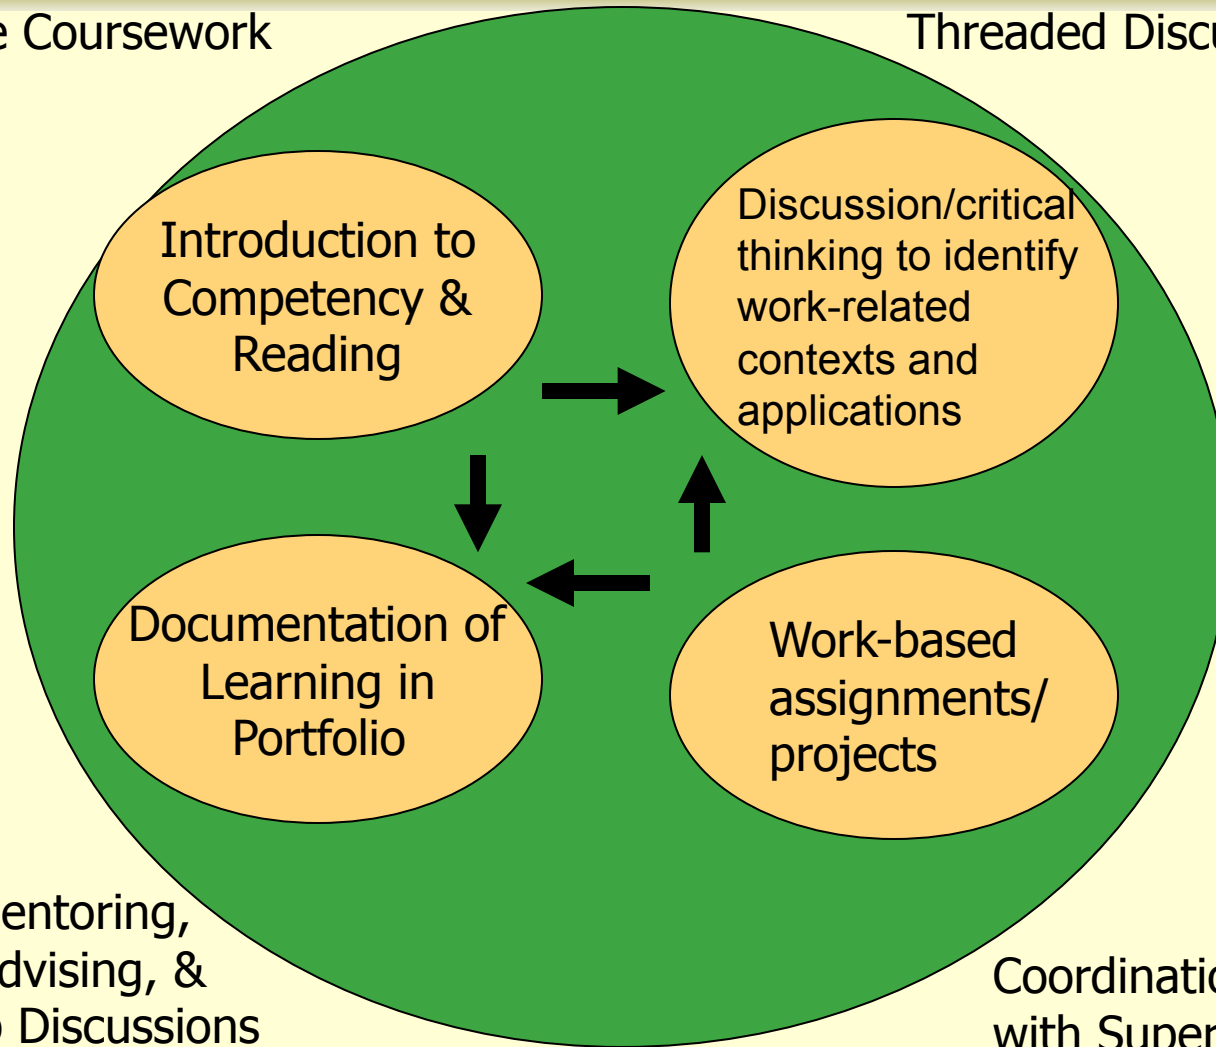 e Coursework
Threaded Discu
Introduction to
Competency &
Reading
Discussion/critical
thinking to identify
work-related
contexts and
applications
Documentation of
Learning in
Portfolio
Work-based
assignments/
projects
entoring,
dvising, &
Discussions
Coordinatio
with Super